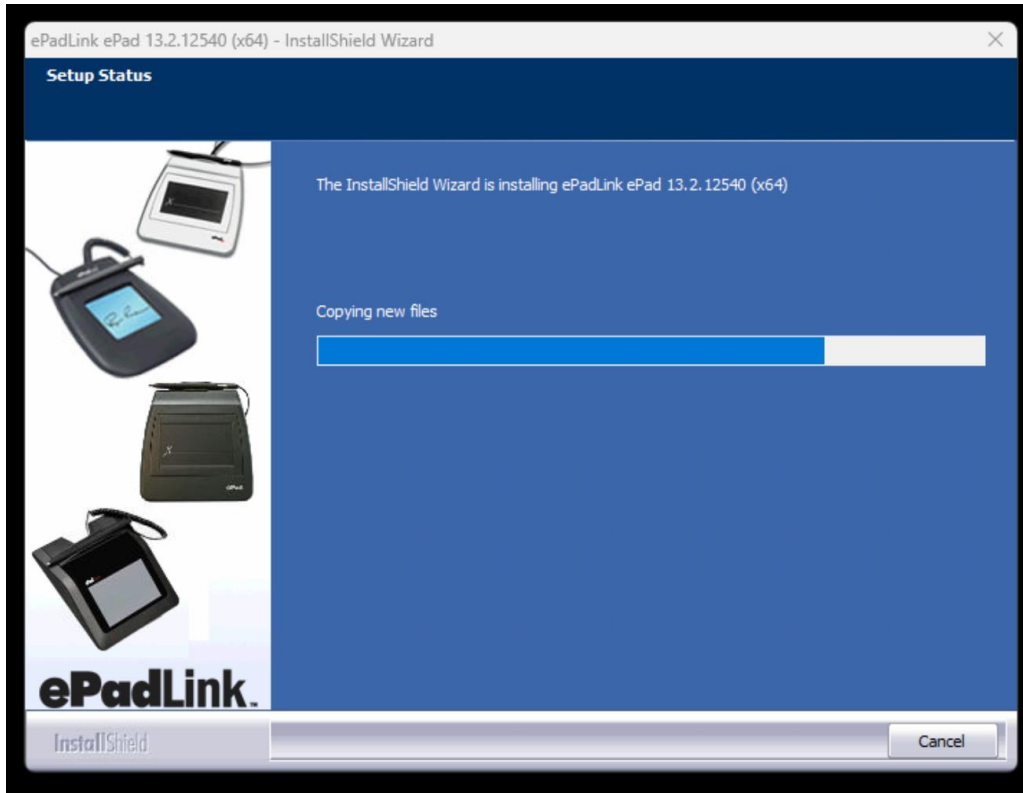 ePadLink ePad 13.2.12540 (x64) - InstallShield Wizard
Setup Status
The InstallShield Wizard is installing ePadLink ePad 13.2.12540 (x64)
Copying new files
X
X
ePadLink™
InstallShield
Cancel